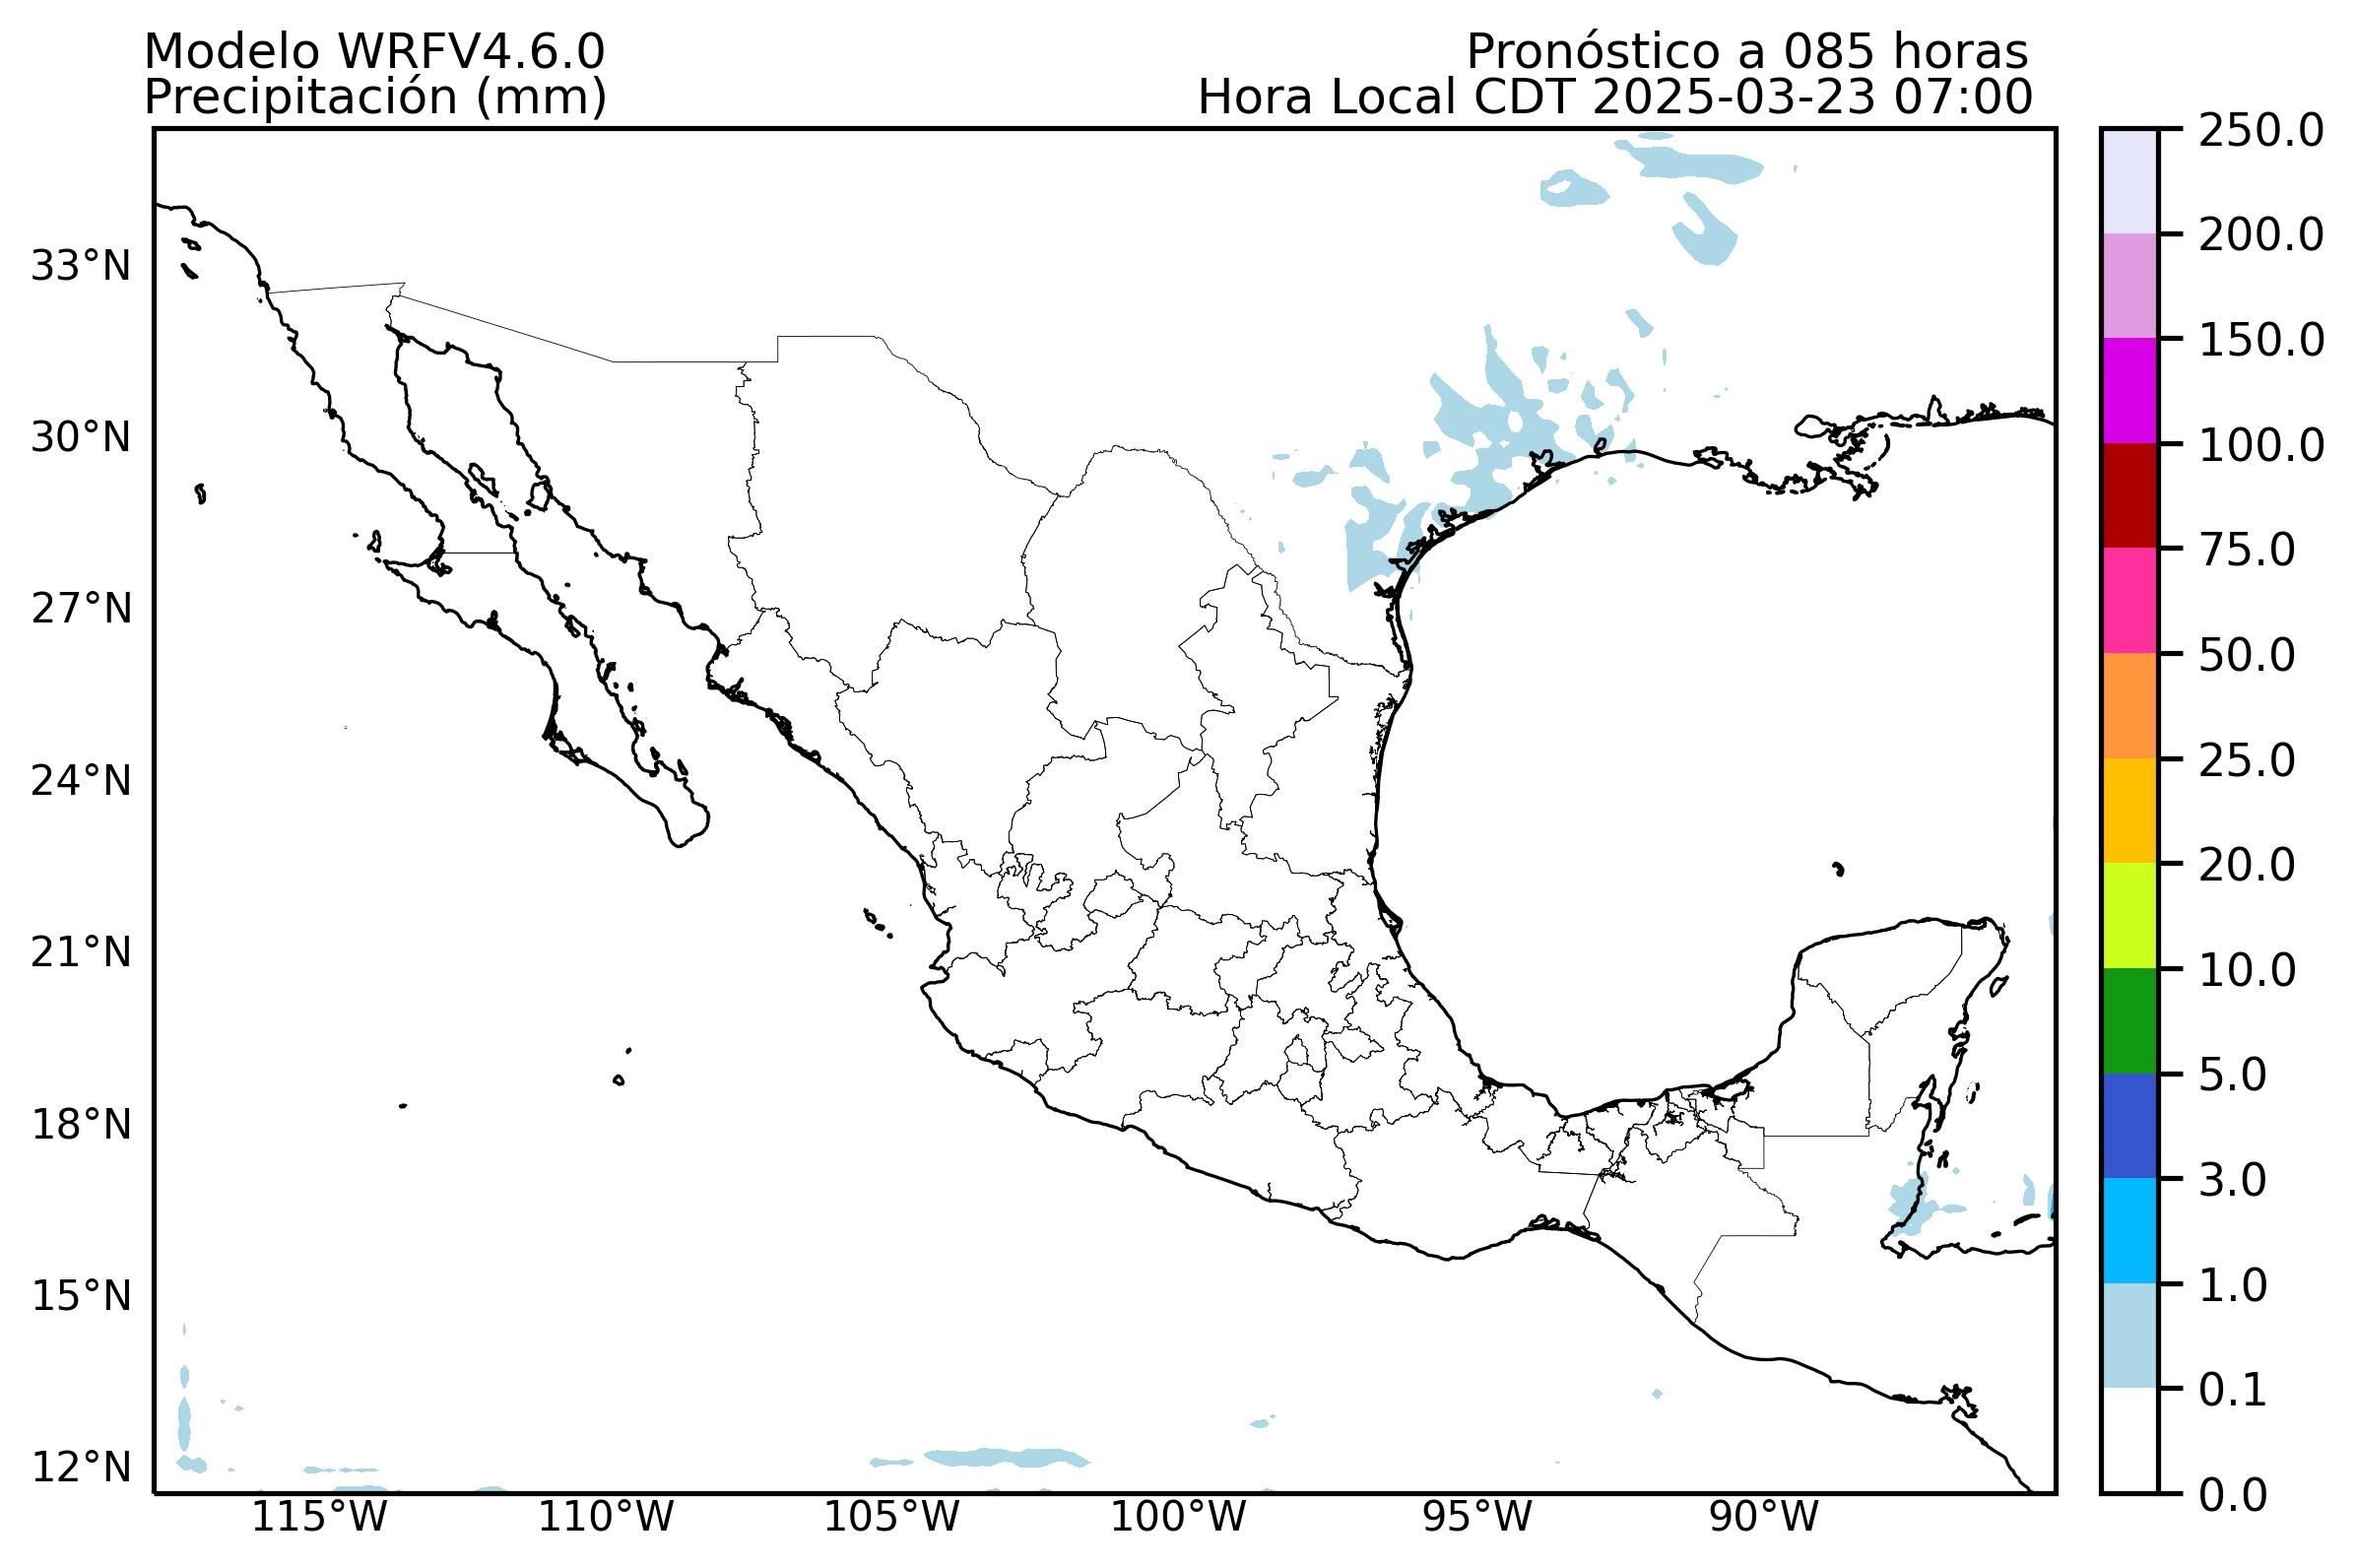 Modelo WRFV4.6.0
Precipitación (mm)
Pronóstico a 085 horas
Hora Local CDT 2025-03-23 07:00
33°N
30°N
27°N
24°N
21°N
18°N
15°N
12°N
115°W
110°W
105°W
100°W
95°W
90°W
250.0
200.0
150.0
100.0
75.0
50.0
25.0
20.0
10.0
5.0
3.0
1.0
0.1
0.0